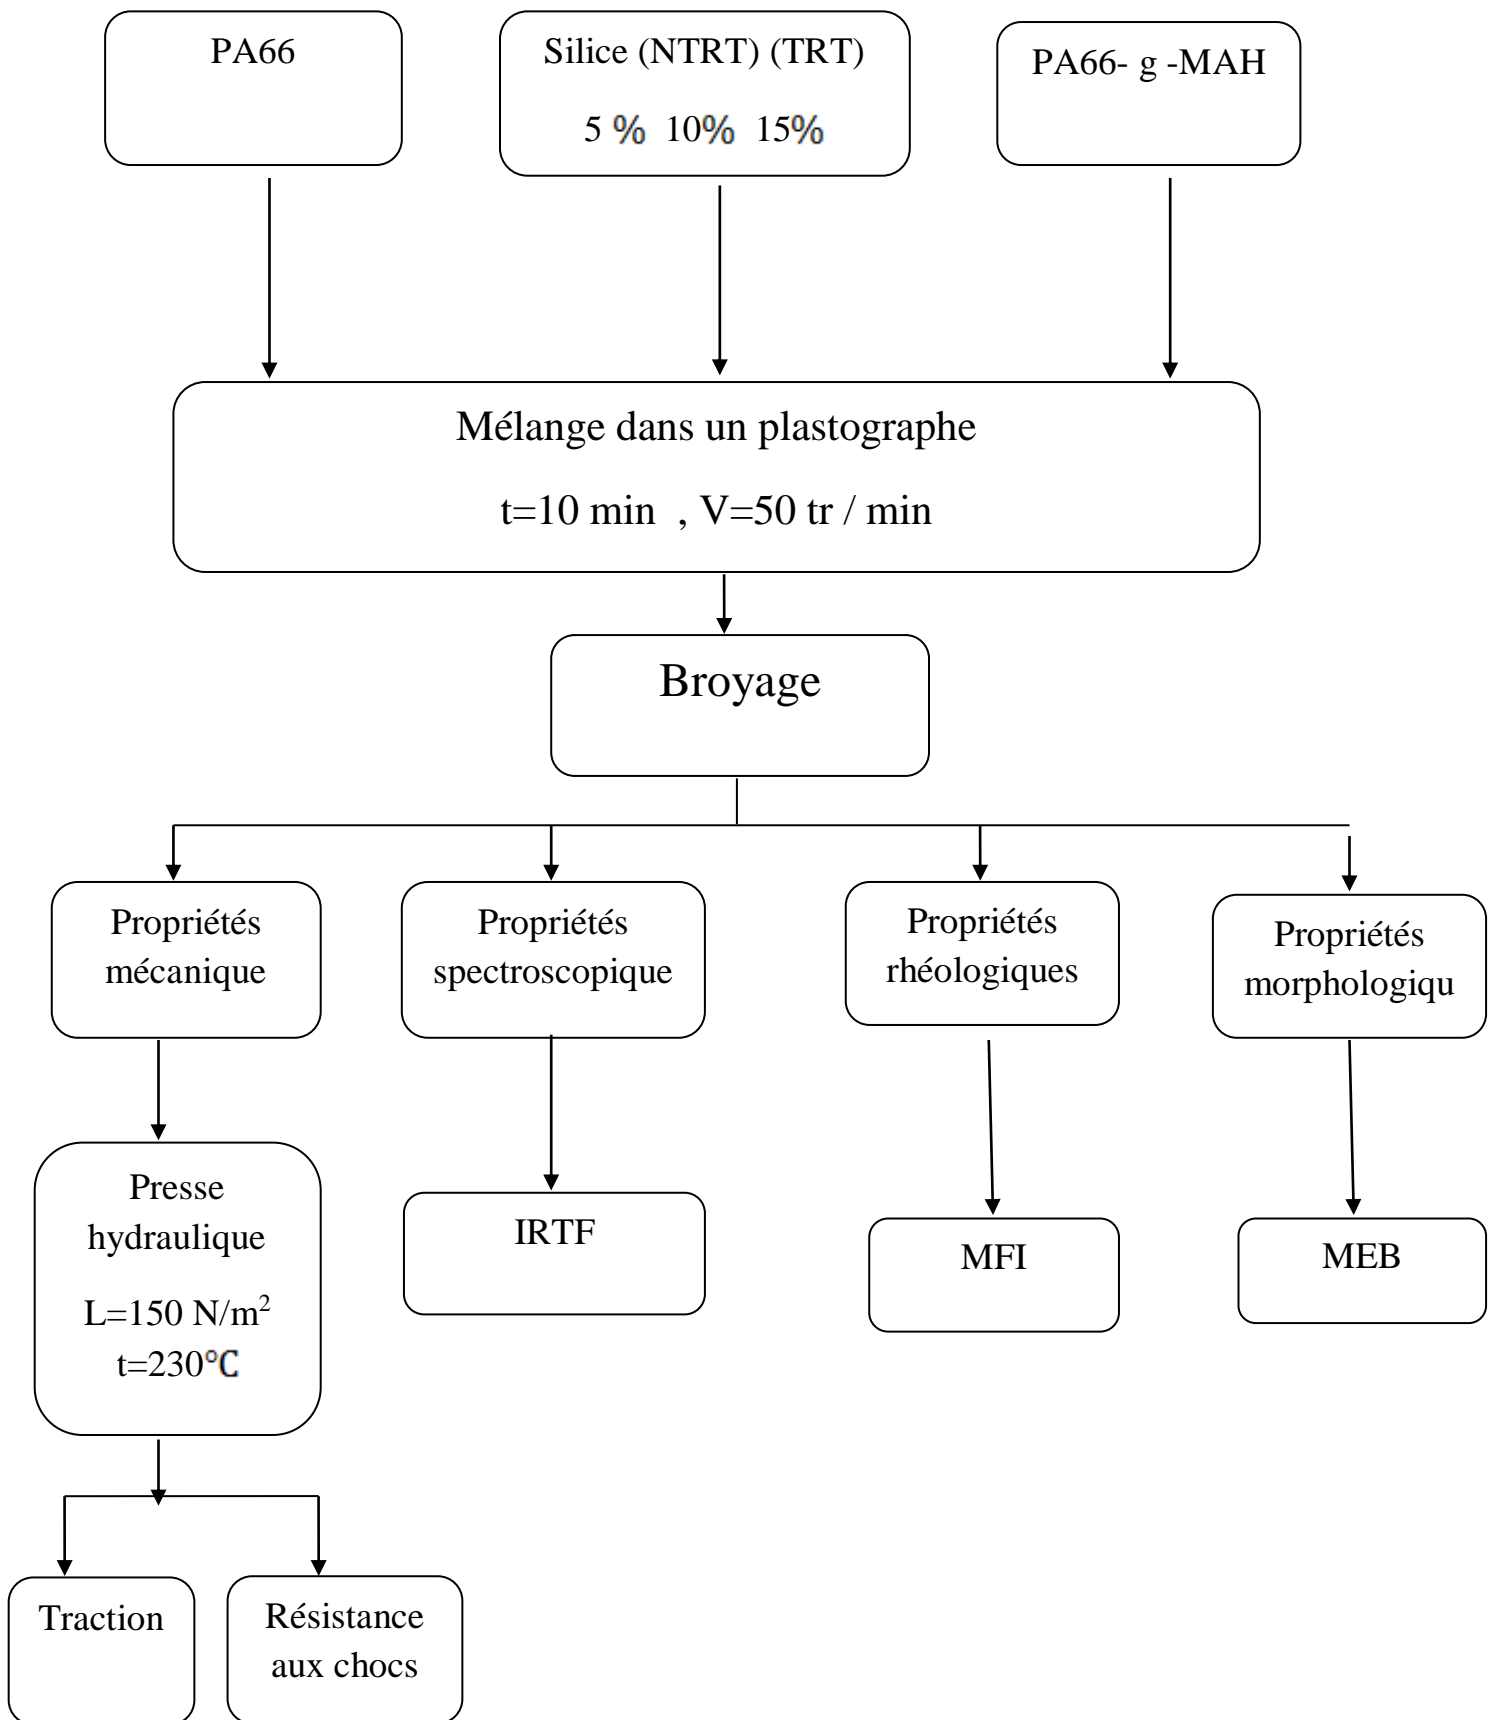 PA66
Silice (NTRT) (TRT)
5 % 10% 15%
PA66- g -MAH
Mélange dans un plastographe
t=10 min , V=50 tr / min
Broyage
Propriétés
mécanique
Propriétés
spectroscopique
Propriétés
rhéologiques
Propriétés
morphologiqu
Presse
hydraulique
L=150 N/m²
t=230℃
IRTF
MFI
MEB
Traction
Résistance
aux chocs